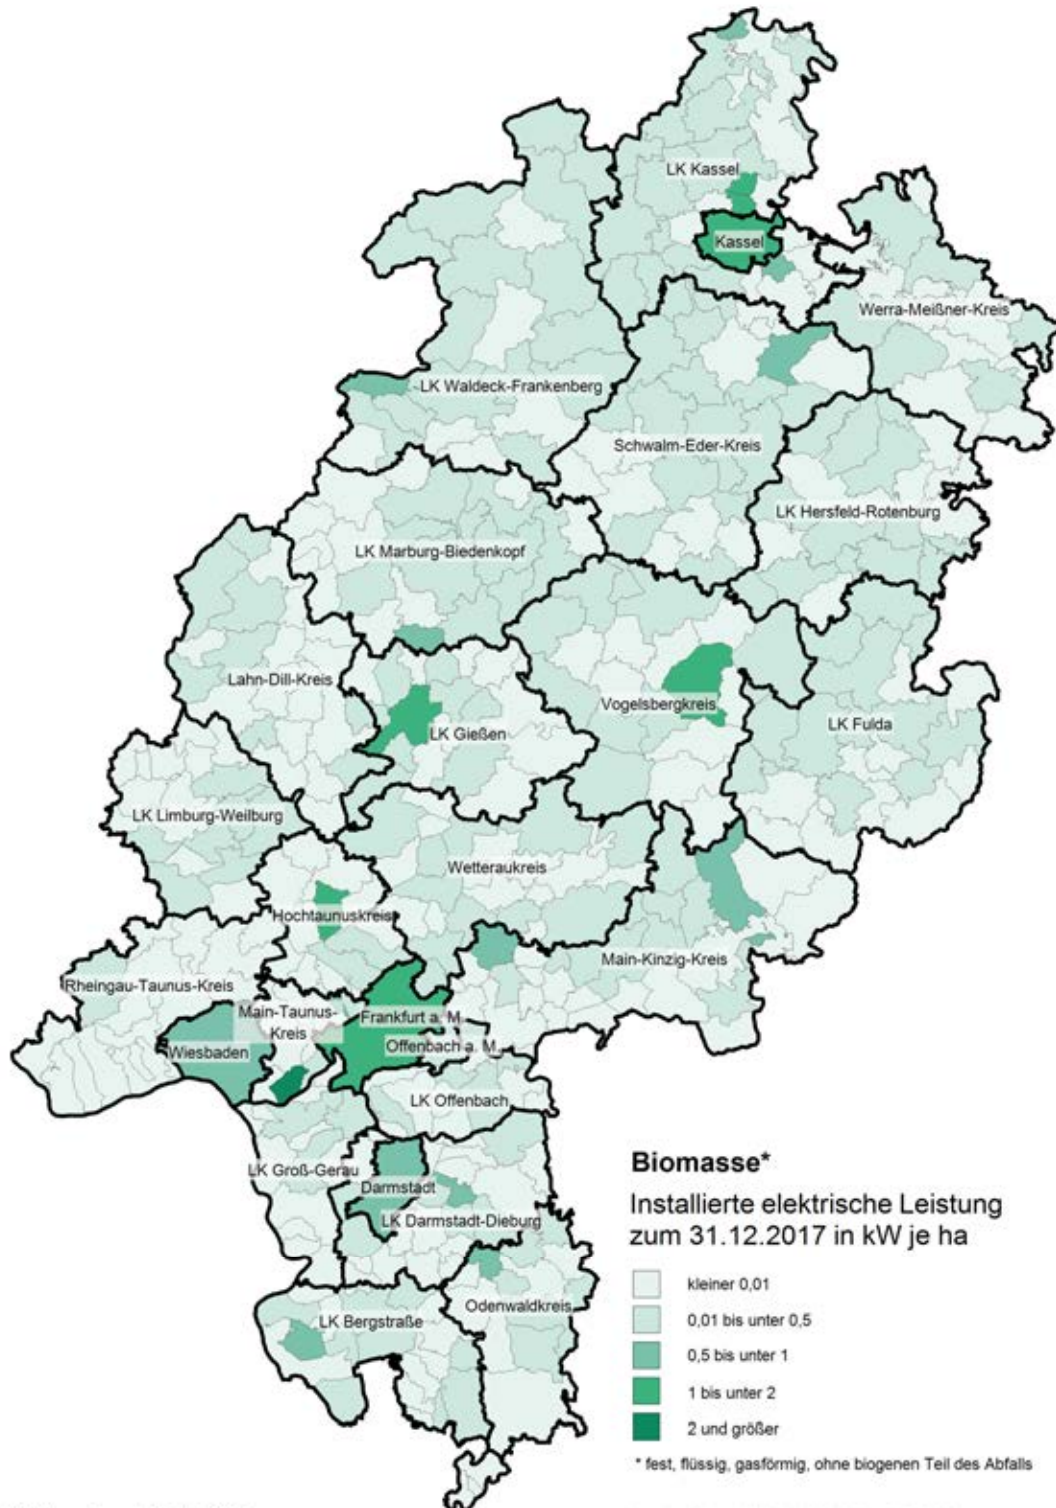 LK Kassel
Kassel
Werra-Meißner-Kreis
LK Waldeck-Frankenberg
Schwalm-Eder-Kreis
LK Hersfeld-Rotenburg
LK Marburg-Biedenkopf
Lahn-Dill-Kreis
Vogelsbergkreis
LK Fulda
LK Gießen
LK Limburg-Weilburg
Wetteraukreis
Hochtaunuskreis
Main-Kinzig-Kreis
Rheingau-Taunus-Kreis
Main-Taunus-
Kreis
Frankfurt a. M.
Offenbach a. M.
Wiesbaden
LK Offenbach
LK Groß-Gerau
Darmstadt
LK Darmstadt-Dieburg
Odenwaldkreis
LK Bergstraße
Biomasse*
Installierte elektrische Leistung
zum 31.12.2017 in kW je ha
kleiner 0,01
0,01 bis unter 0,5
0,5 bis unter 1
1 bis unter 2
2 und größer
* fest, flüssig, gasförmig, ohne biogenen Teil des Abfalls